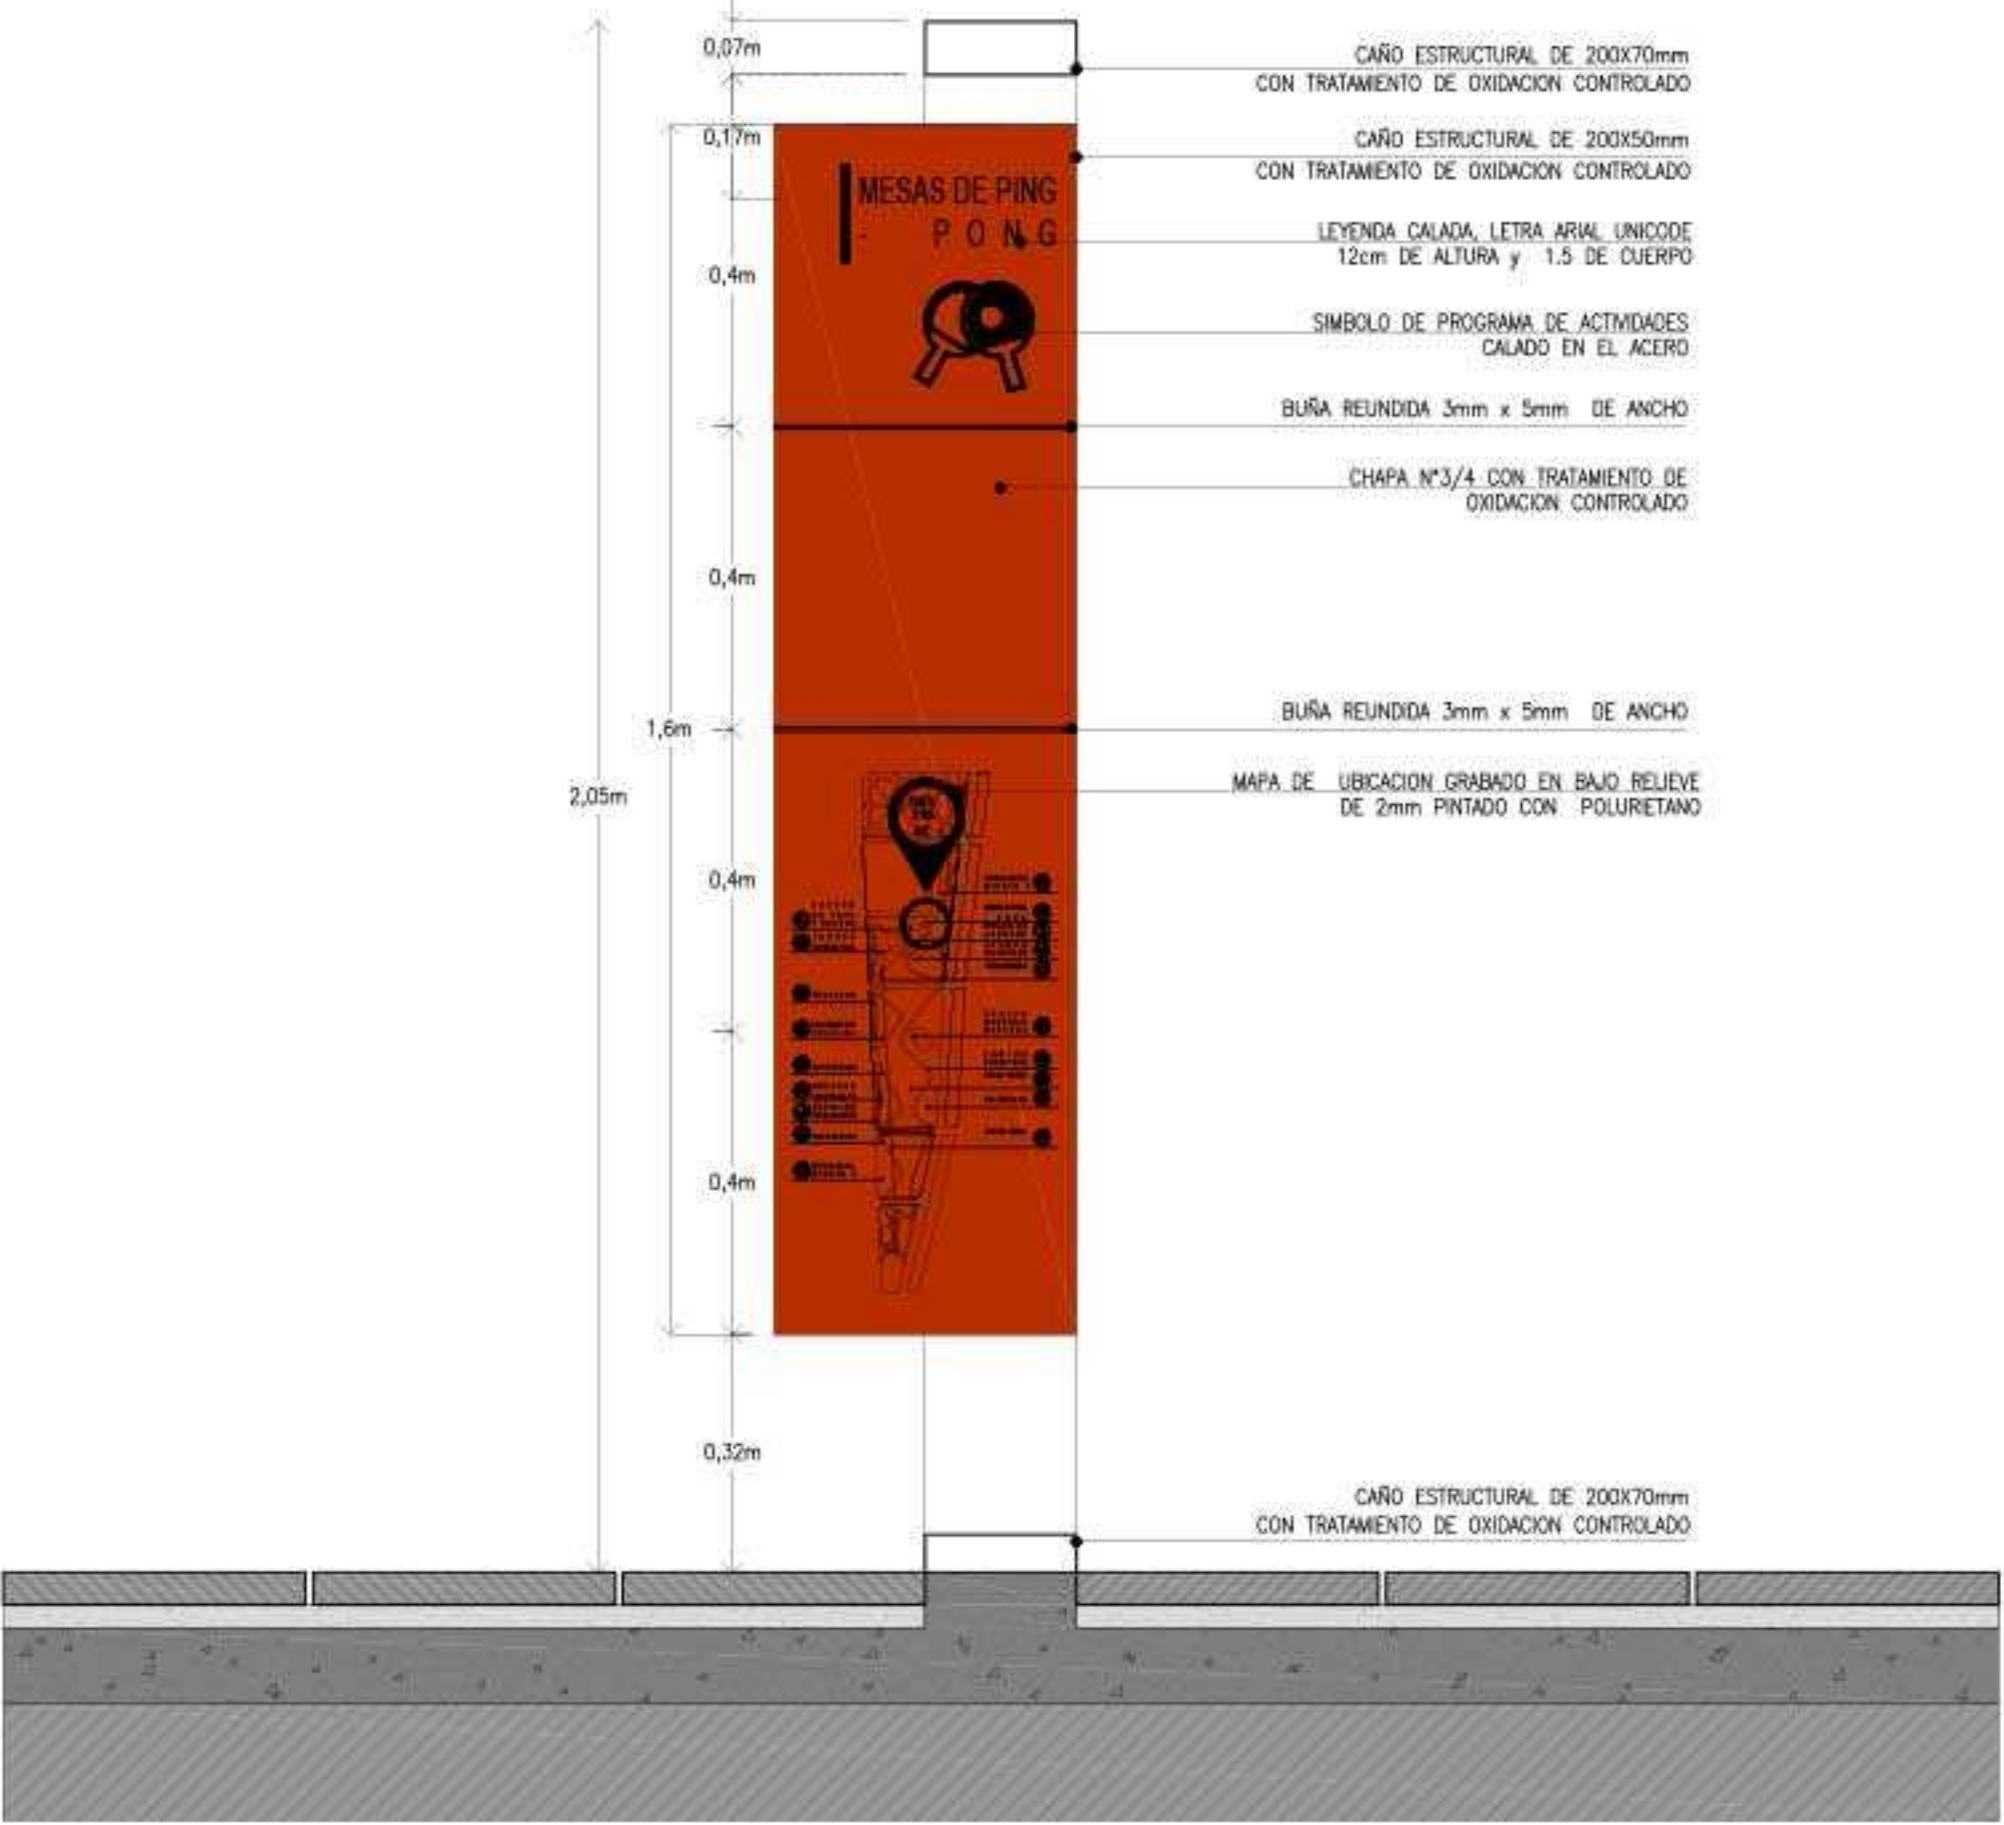 0,07m
CAÑO ESTRUCTURAL DE 200X70mm
CON TRATAMIENTO DE OXIDACION CONTROLADO
0,17m
CAÑO ESTRUCTURAL DE 200X50mm
CON TRATAMIENTO DE OXIDACION CONTROLADO
MESAS DE PING
PONG
LEYENDA CALADA, LETRA ARIAL UNICODE
12cm DE ALTURA y 1.5 DE CUERPO
0,4m
SIMBOLO DE PROGRAMA DE ACTIVIDADES
CALADO EN EL ACERO
BUÑA REUNDIDA 3mm x 5mm DE ANCHO
CHAPA N°3/4 CON TRATAMIENTO DE
OXIDACION CONTROLADO
0,4m
BUÑA REUNDIDA 3mm x 5mm DE ANCHO
1,6m
MAPA DE UBICACION GRABADO EN BAJO RELIEVE
DE 2mm PINTADO CON POLURIETANO
2,05m
0,4m
0,4m
0,32m
CAÑO ESTRUCTURAL DE 200X70mm
CON TRATAMIENTO DE OXIDACION CONTROLADO